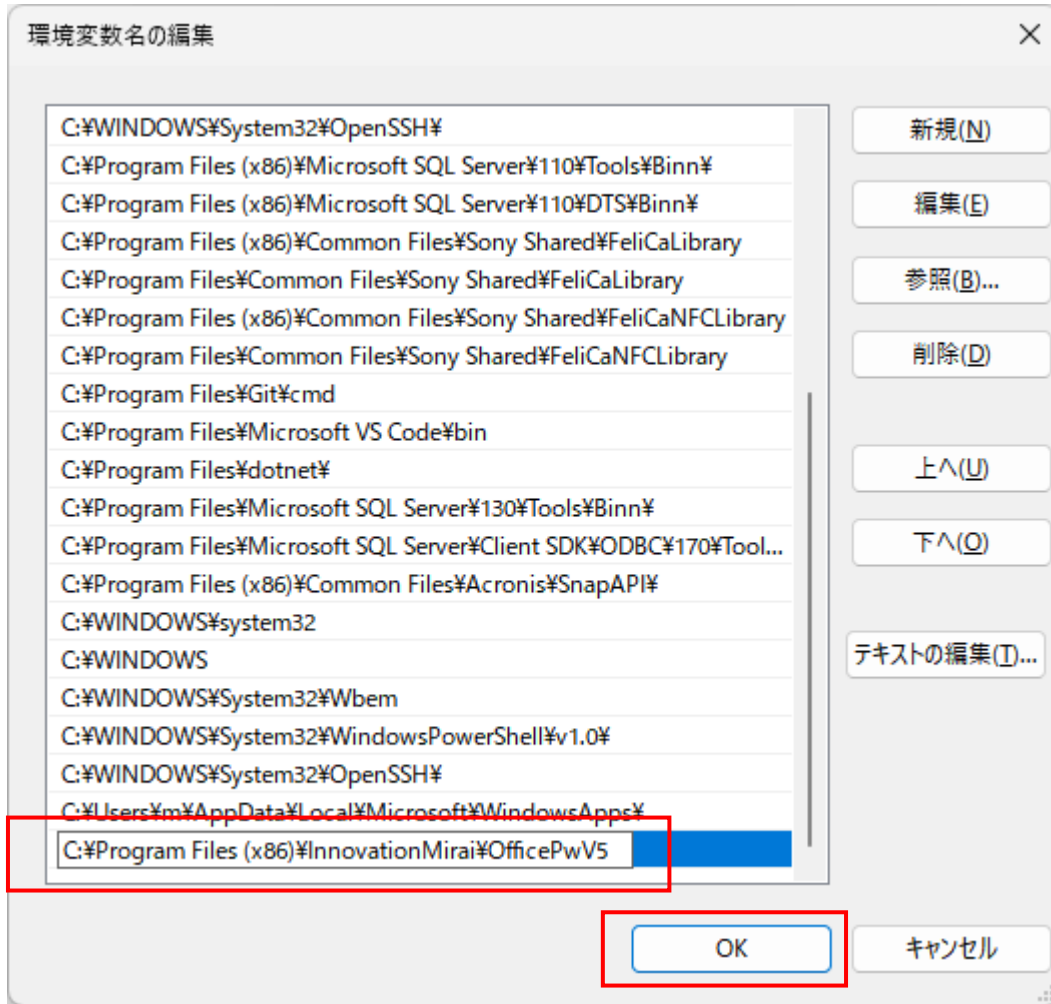 環境変数名の編集
C:¥WINDOWS¥System32¥OpenSSH¥
C:¥Program Files (x86)¥Microsoft SQL Server¥110¥Tools¥Binn¥
C:¥Program Files (x86)¥Microsoft SQL Server¥110¥DTS¥Binn¥
C:¥Program Files (x86)¥Common Files¥Sony Shared¥FeliCaLibrary
C:¥Program Files¥Common Files¥Sony Shared¥FeliCaLibrary
C:¥Program Files (x86)¥Common Files¥Sony Shared¥FeliCaNFCLibrary
C:¥Program Files¥Common Files¥Sony Shared¥FeliCaNFCLibrary
C:¥Program Files¥Git¥cmd
C:¥Program Files¥Microsoft VS Code¥bin
C:¥Program Files¥dotnet¥
C:¥Program Files¥Microsoft SQL Server¥130¥Tools¥Binn¥
C:¥Program Files¥Microsoft SQL Server¥Client SDK¥ODBC¥170¥Tool...
C:¥Program Files (x86)¥Common Files¥Acronis¥SnapAPI¥
C:¥WINDOWS¥system32
C:¥WINDOWS
C:¥WINDOWS¥System32¥Wbem
C:¥WINDOWS¥System32¥WindowsPowerShell¥v1.0¥
C:¥WINDOWS¥System32¥OpenSSH¥
C:¥Users¥m¥AppData¥Local¥Microsoft¥WindowsApps¥
C:¥Program Files (x86)¥InnovationMirai¥OfficePwV5
新規(N)
編集(E)
参照(B)...
削除(D)
上へ(U)
下へ(O)
テキストの編集(T)...
OK
キャンセル